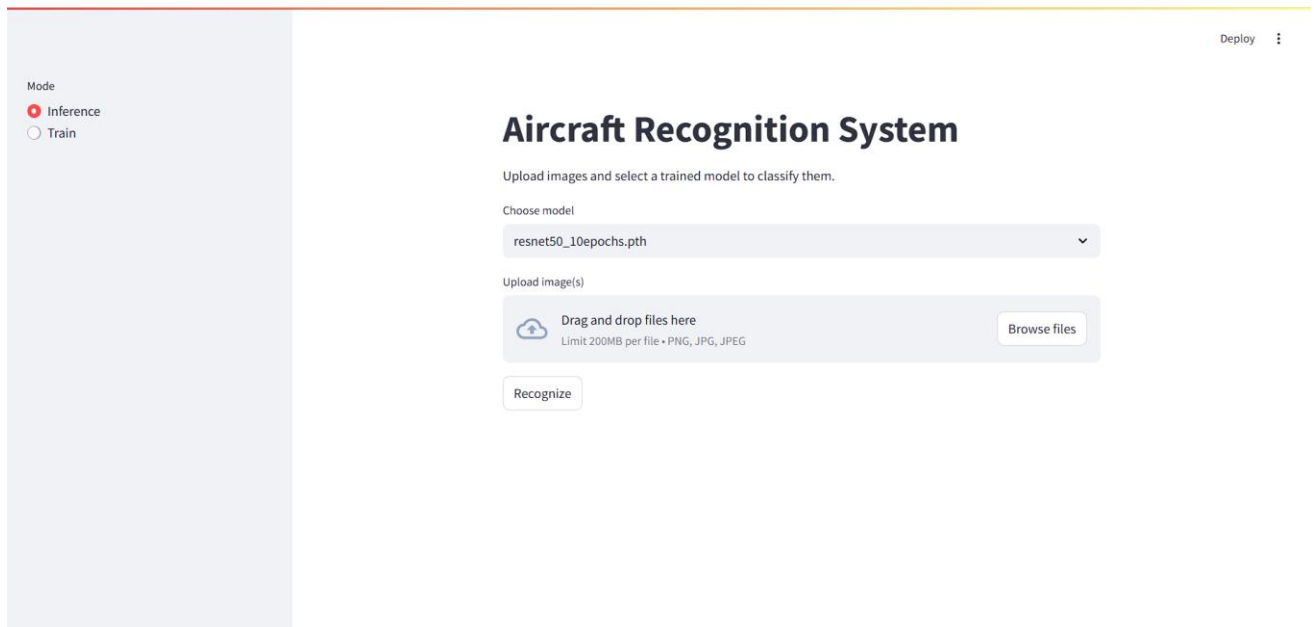 Deploy
Mode
Inference
Train
Aircraft Recognition System
Upload images and select a trained model to classify them.
Choose model
resnet50_10epochs.pth
Upload image(s)
Drag and drop files here
Limit 200MB per file • PNG, JPG, JPEG
Browse files
Recognize